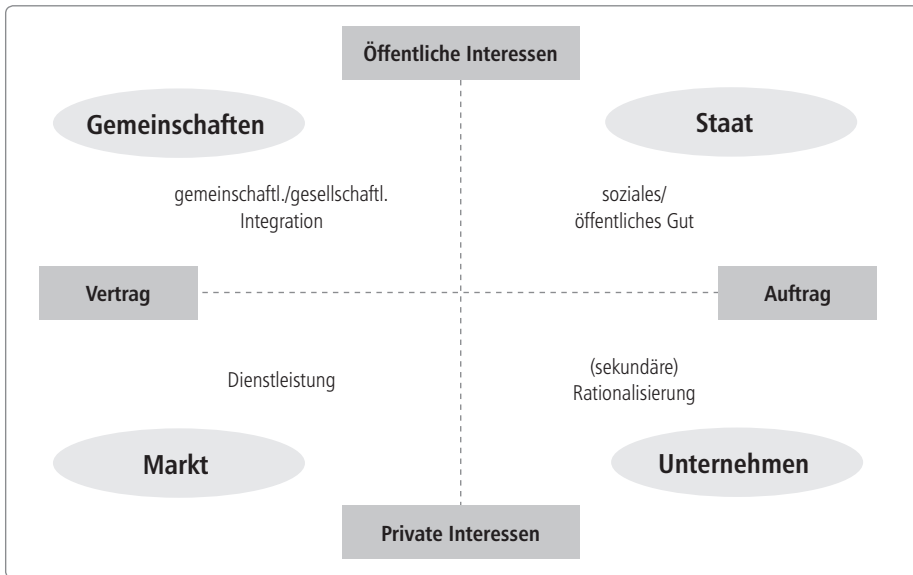 Öffentliche Interessen
Gemeinschaften
Staat
gemeinschaftl./gesellschaftl.
Integration
soziales/
öffentliches Gut
Vertrag
Auftrag
Dienstleistung
(sekundäre)
Rationalisierung
Markt
Unternehmen
Private Interessen